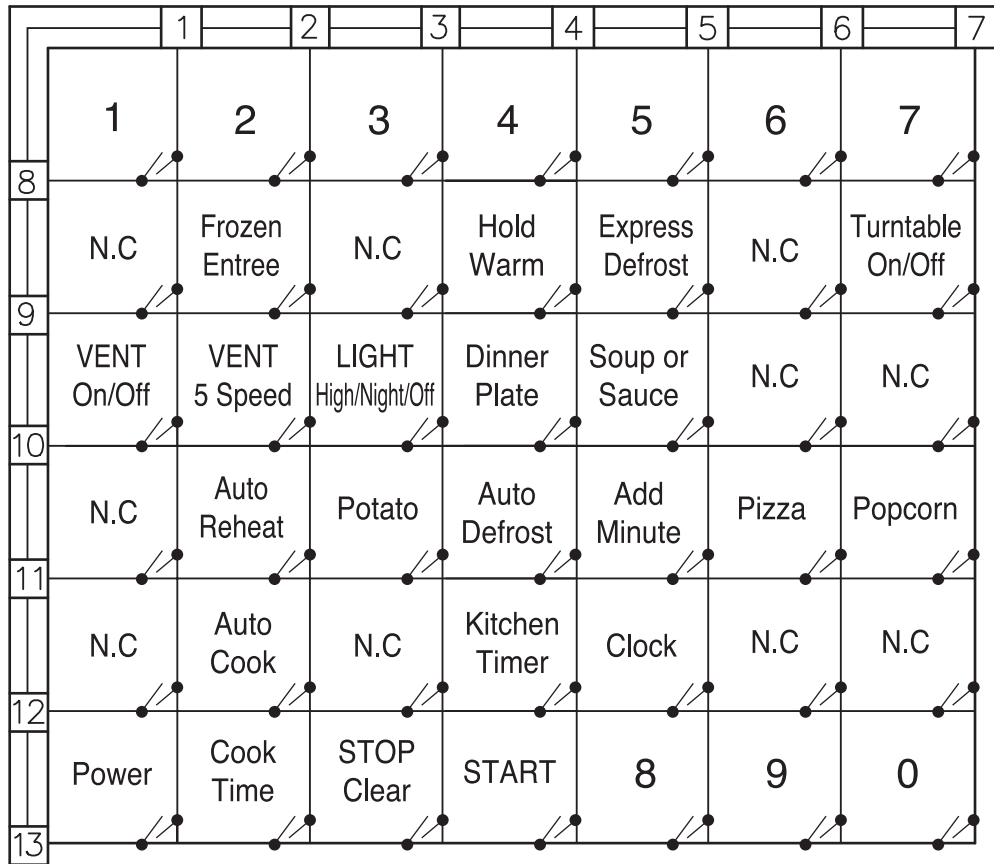 1 2 3 4 5 6 7
1 2 3 4 5 6 7
8
N.C Frozen Entree N.C Hold Warm Express Defrost N.C Turntable On/Off
9
VENT On/Off VENT 5 Speed LIGHT High/Night/Off Dinner Plate Soup or Sauce N.C N.C
10
N.C Auto Reheat Potato Auto Defrost Add Minute Pizza Popcorn
11
N.C Auto Cook N.C Kitchen Timer Clock N.C N.C
12
Power Cook Time STOP Clear START 8 9 0
13